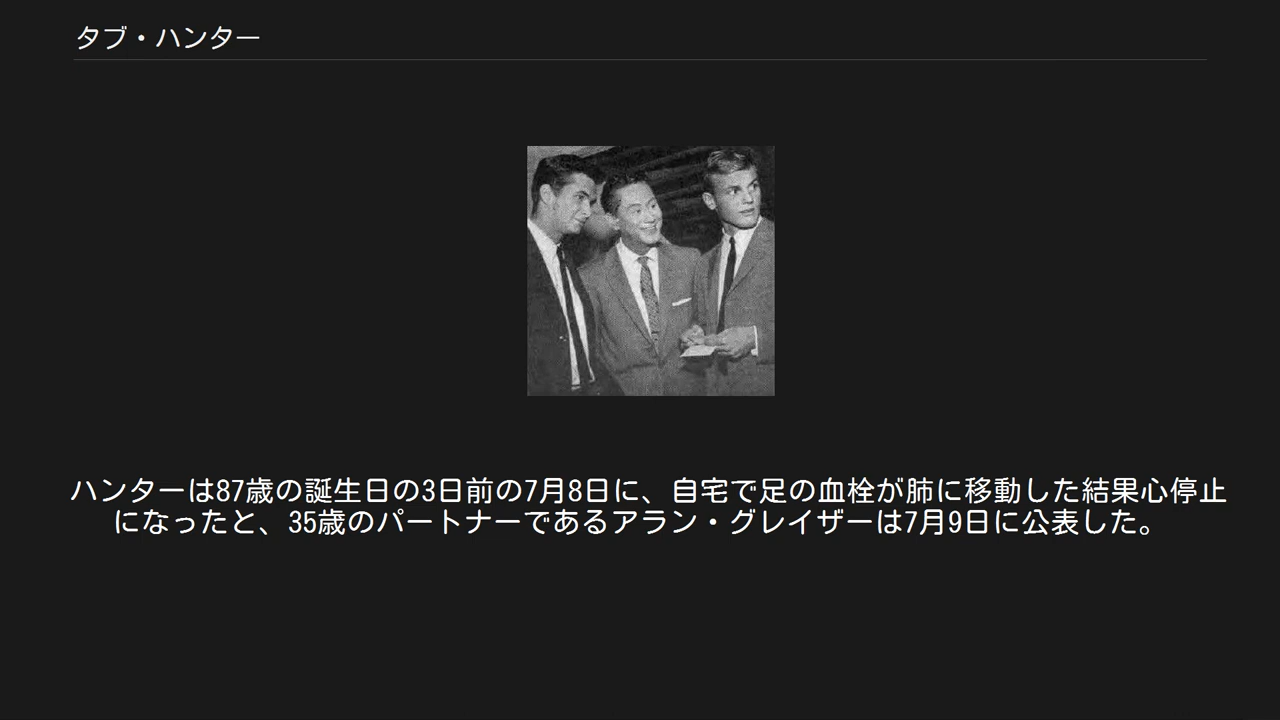 タブ・ハンター
ハンターは87歳の誕生日の3日前の7月8日に、自宅で足の血栓が肺に移動した結果心停止
になったと、35歳のパートナーであるアラン・グレイザーは7月9日に公表した。